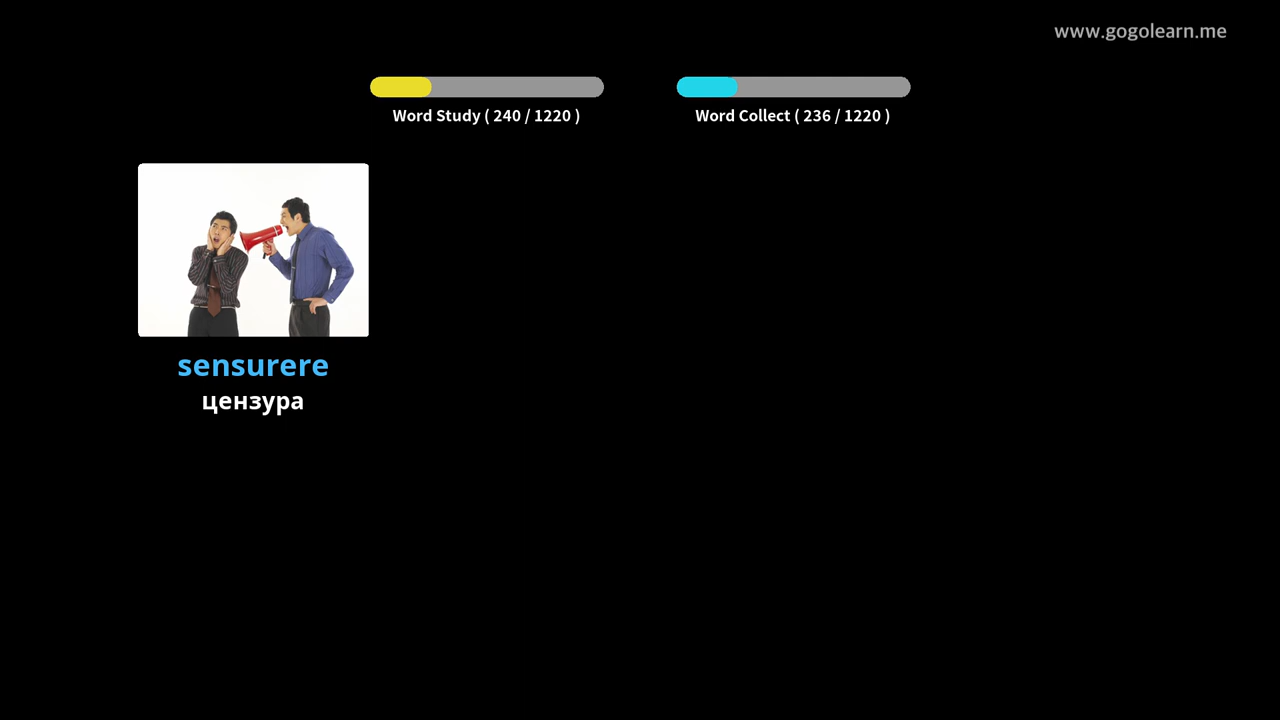 www.gogolearn.me
Word Study ( 240 / 1220 )
Word Collect ( 236 / 1220 )
sensurere
цензура